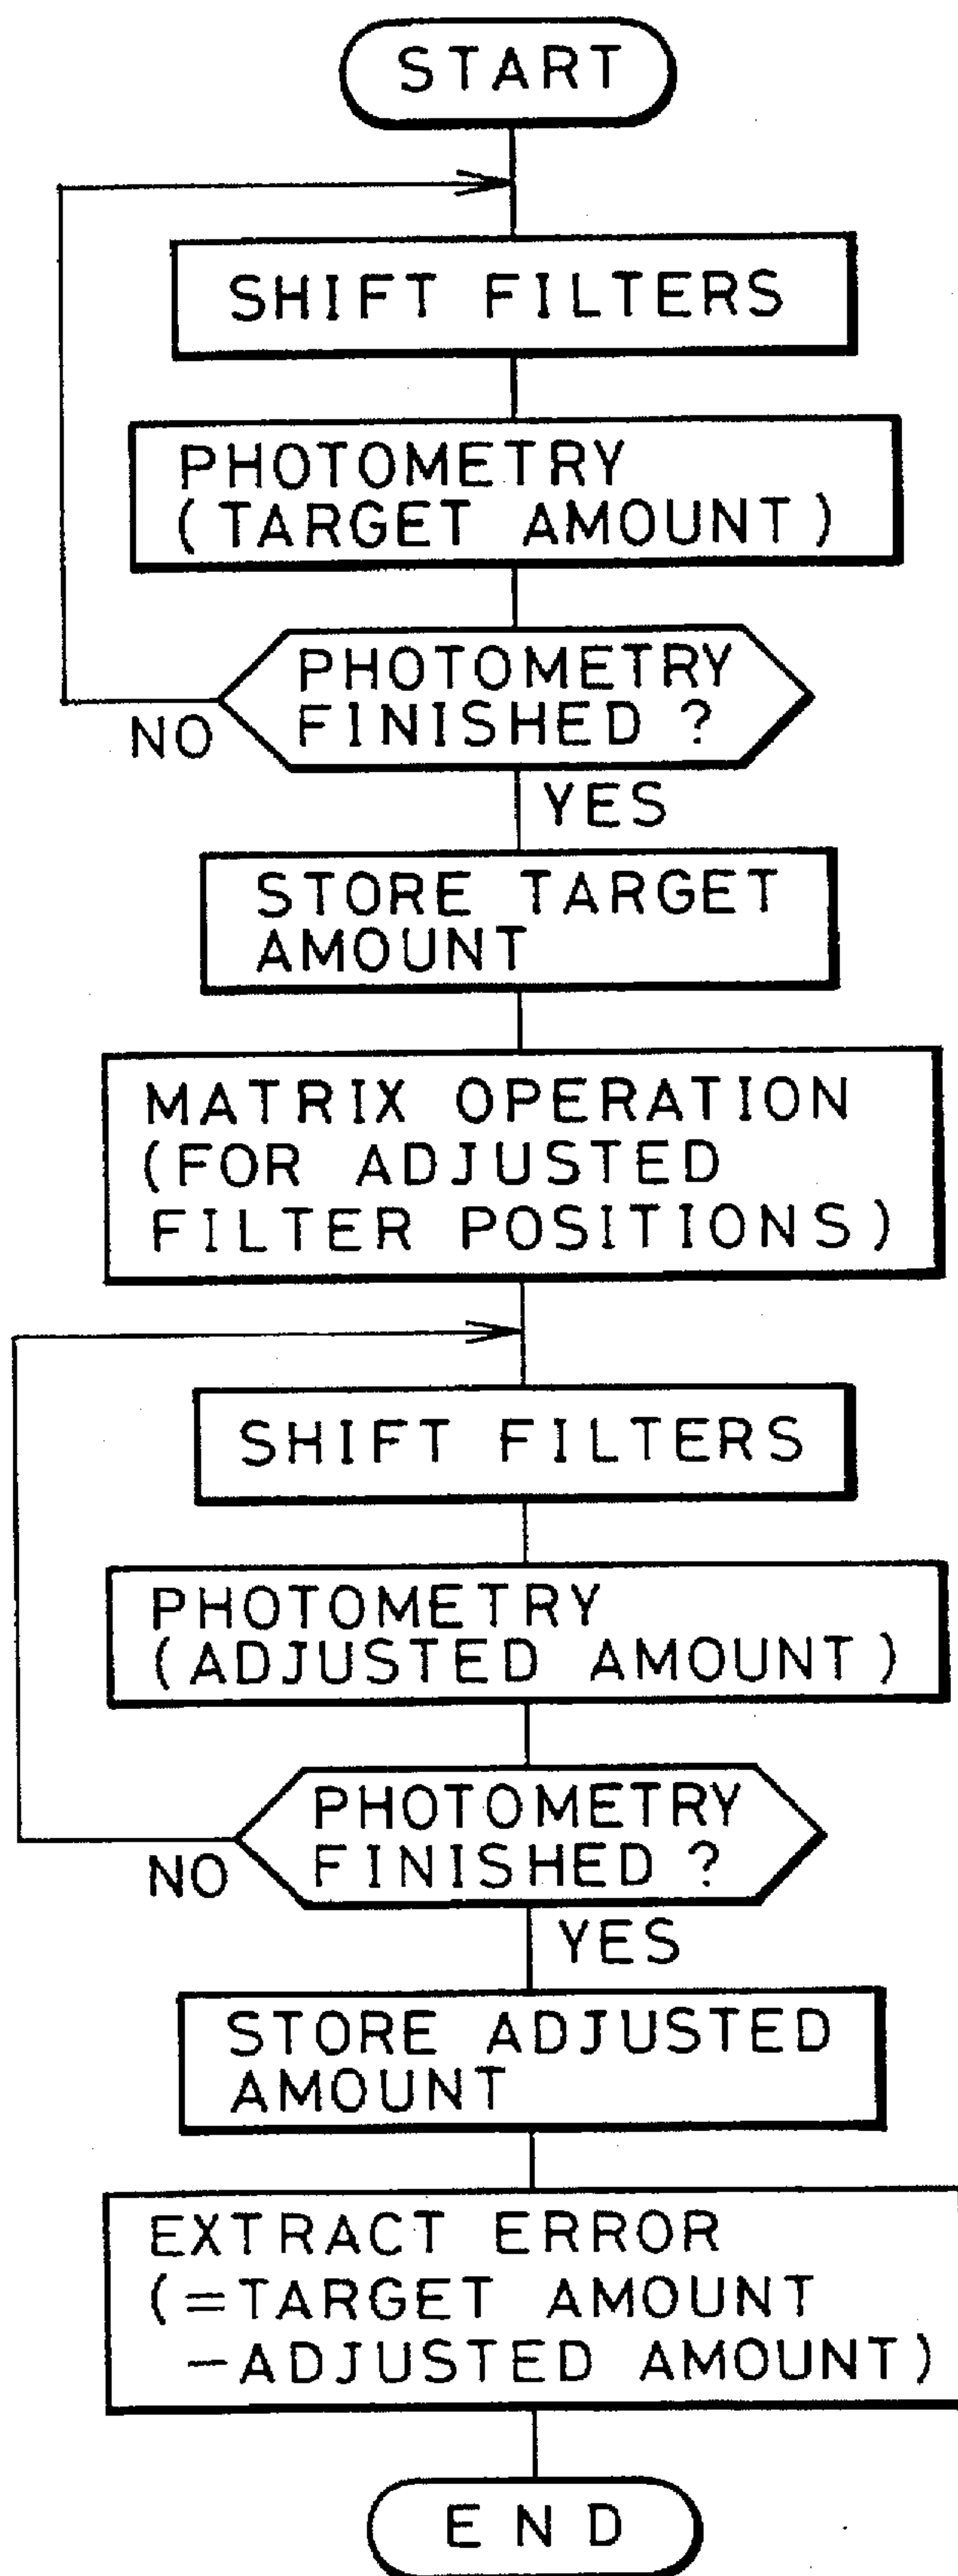 START
SHIFT FILTERS
PHOTOMETRY
(TARGET AMOUNT)
PHOTOMETRY
FINISHED ?
NO
YES
STORE TARGET
AMOUNT
MATRIX OPERATION
(FOR ADJUSTED
FILTER POSITIONS)
SHIFT FILTERS
PHOTOMETRY
(ADJUSTED AMOUNT)
PHOTOMETRY
FINISHED ?
NO
YES
STORE ADJUSTED
AMOUNT
EXTRACT ERROR
(=TARGET AMOUNT
-ADJUSTED AMOUNT)
END